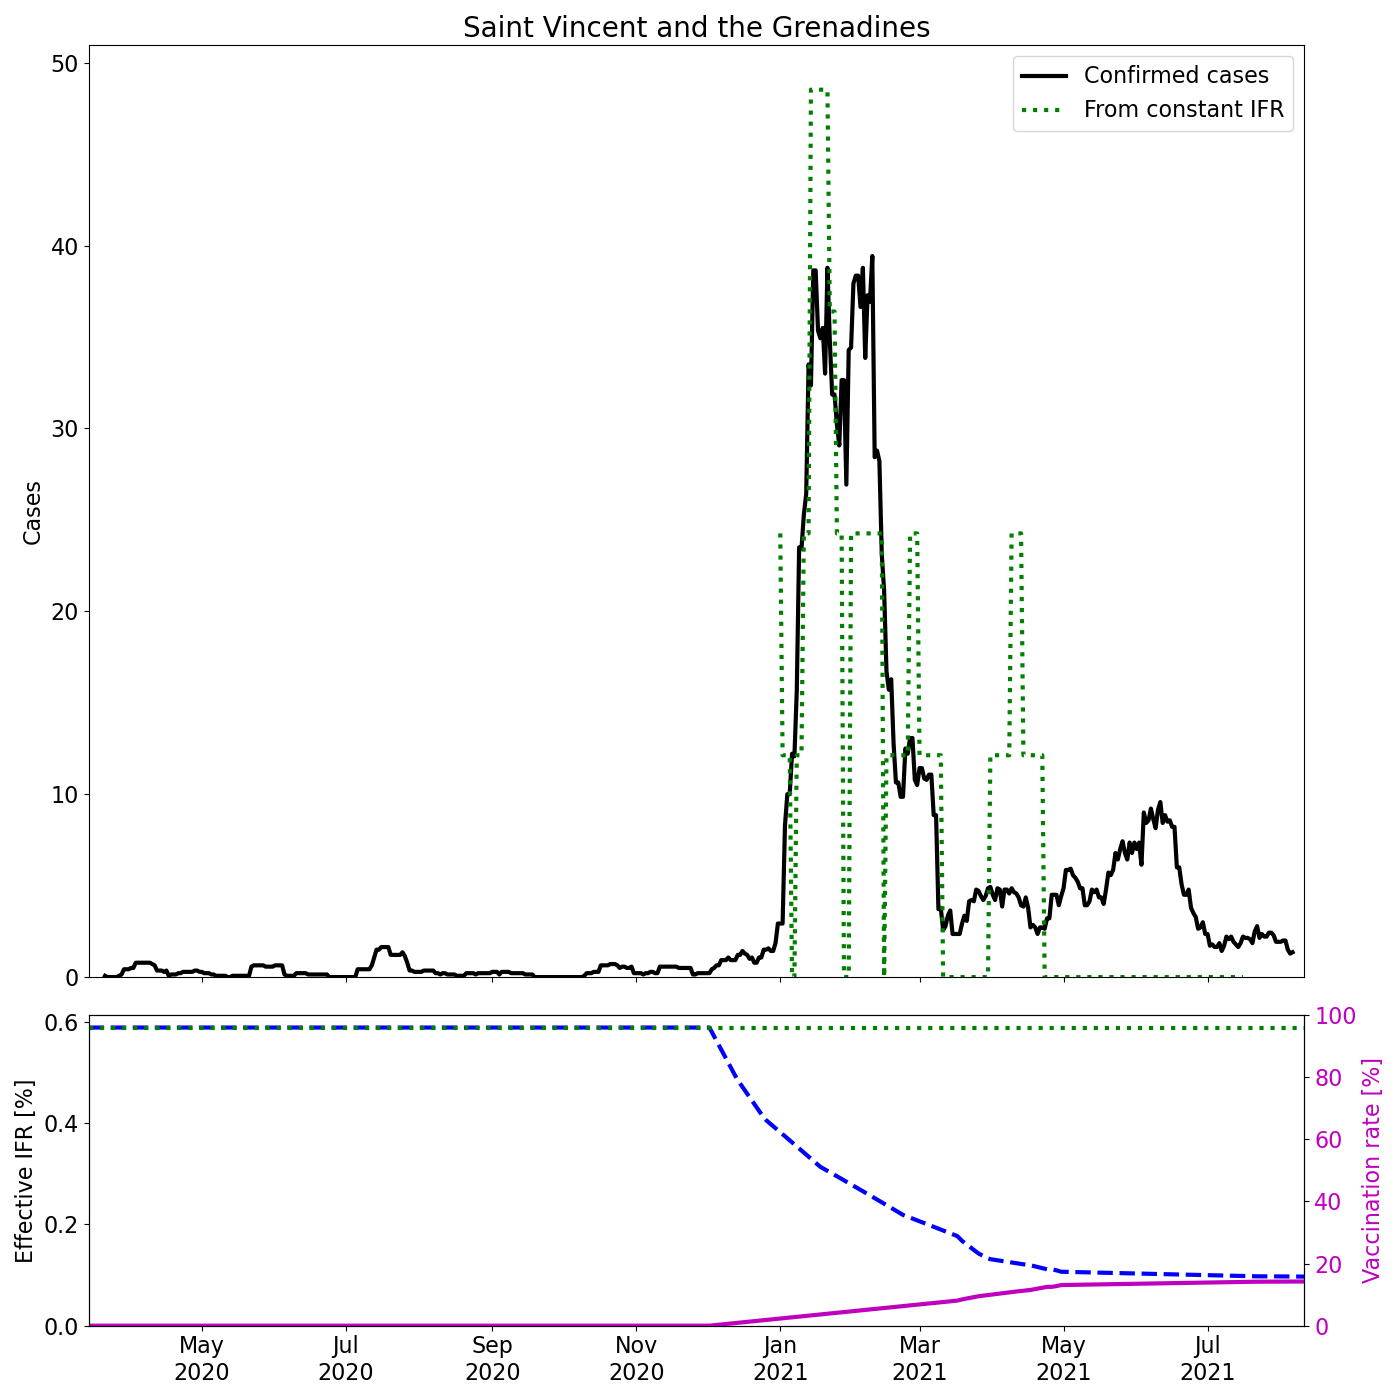 Saint Vincent and the Grenadines
50
40
30
20
10
0
Cases
Confirmed cases
From constant IFR
0.6
0.4
0.2
0.0
Effective IFR [%]
100
80
60
40
20
0
Vaccination rate [%]
May Jul Sep Nov Jan Mar May Jul
2020 2020 2020 2020 2021 2021 2021 2021